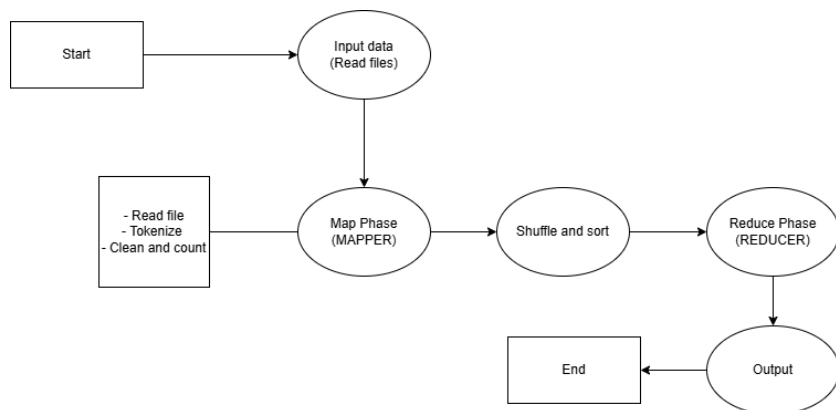 Start
Input data
(Read files)
- Read file
- Tokenize
- Clean and count
Map Phase
(MAPPER)
Shuffle and sort
Reduce Phase
(REDUCER)
End
Output